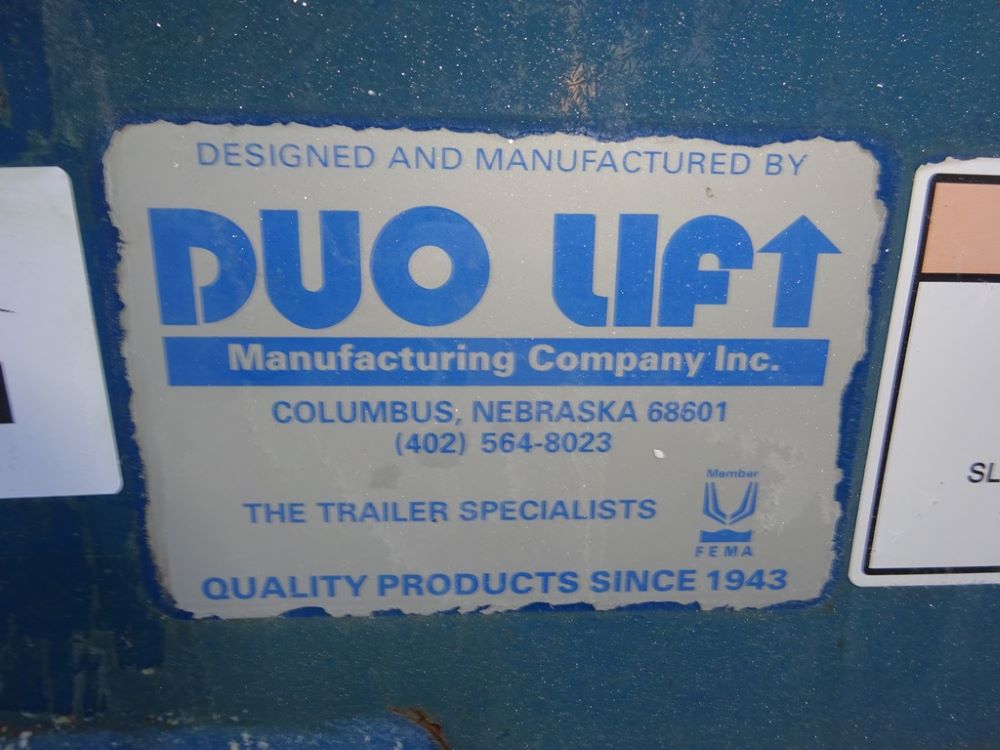 DESIGNED AND MANUFACTURED BY
DUO LIFT
Manufacturing Company Inc.
COLUMBUS, NEBRASKA 68601
(402) 564-8023
THE TRAILER SPECIALISTS
Member
FEMA
QUALITY PRODUCTS SINCE 1943
SL